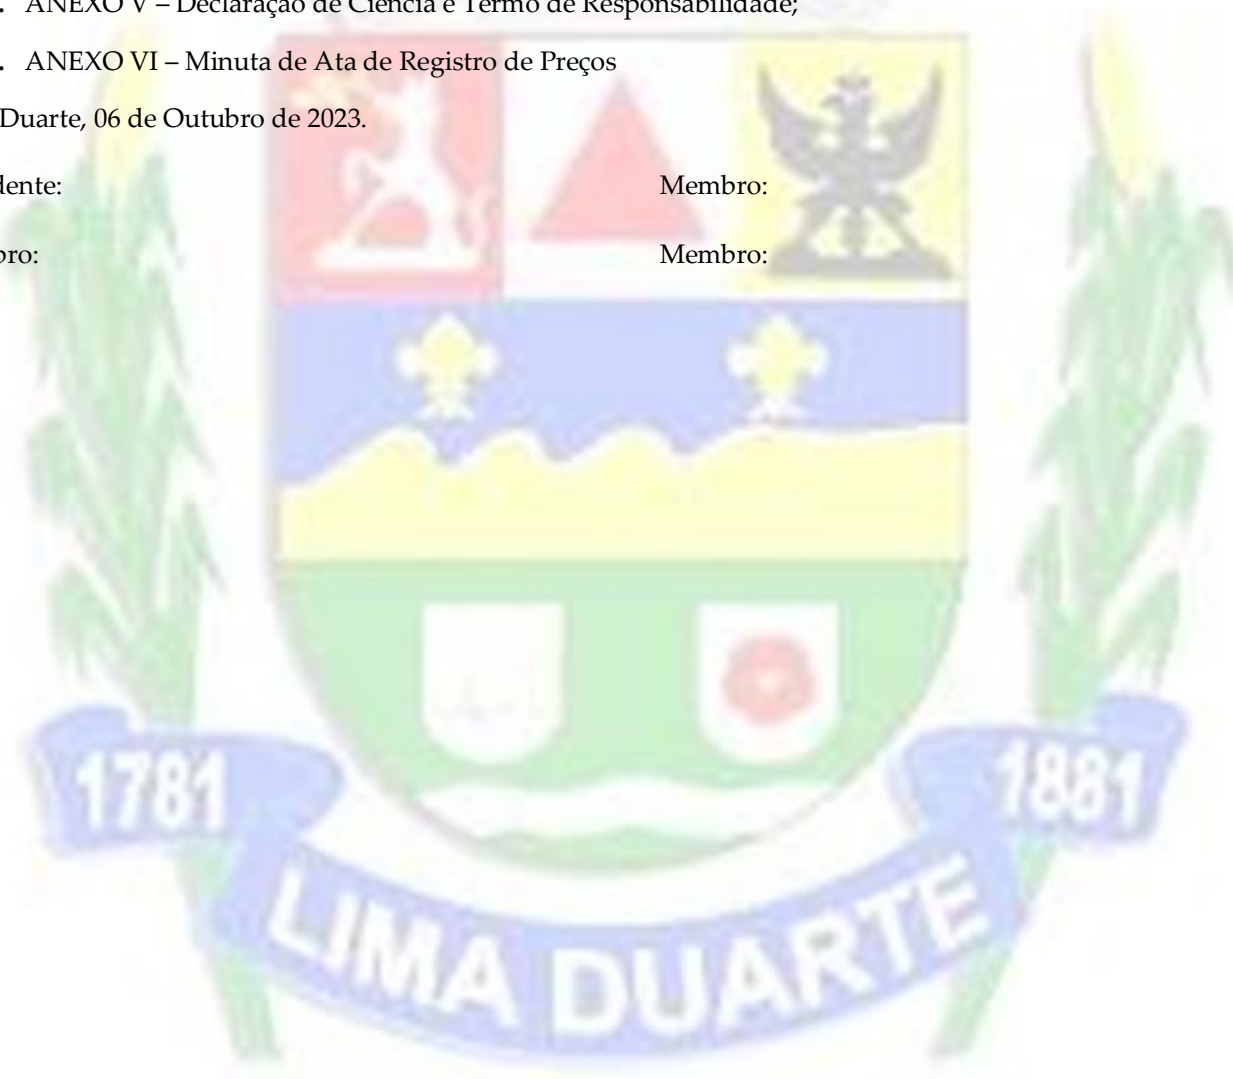 . ANEXO V – Declaração de Ciência e Termo de Responsabilidade;
. ANEXO VI – Minuta de Ata de Registro de Preços
Duarte, 06 de Outubro de 2023.
dente: Membro:
bro: Membro:
1781 1881
LIMA DUARTE